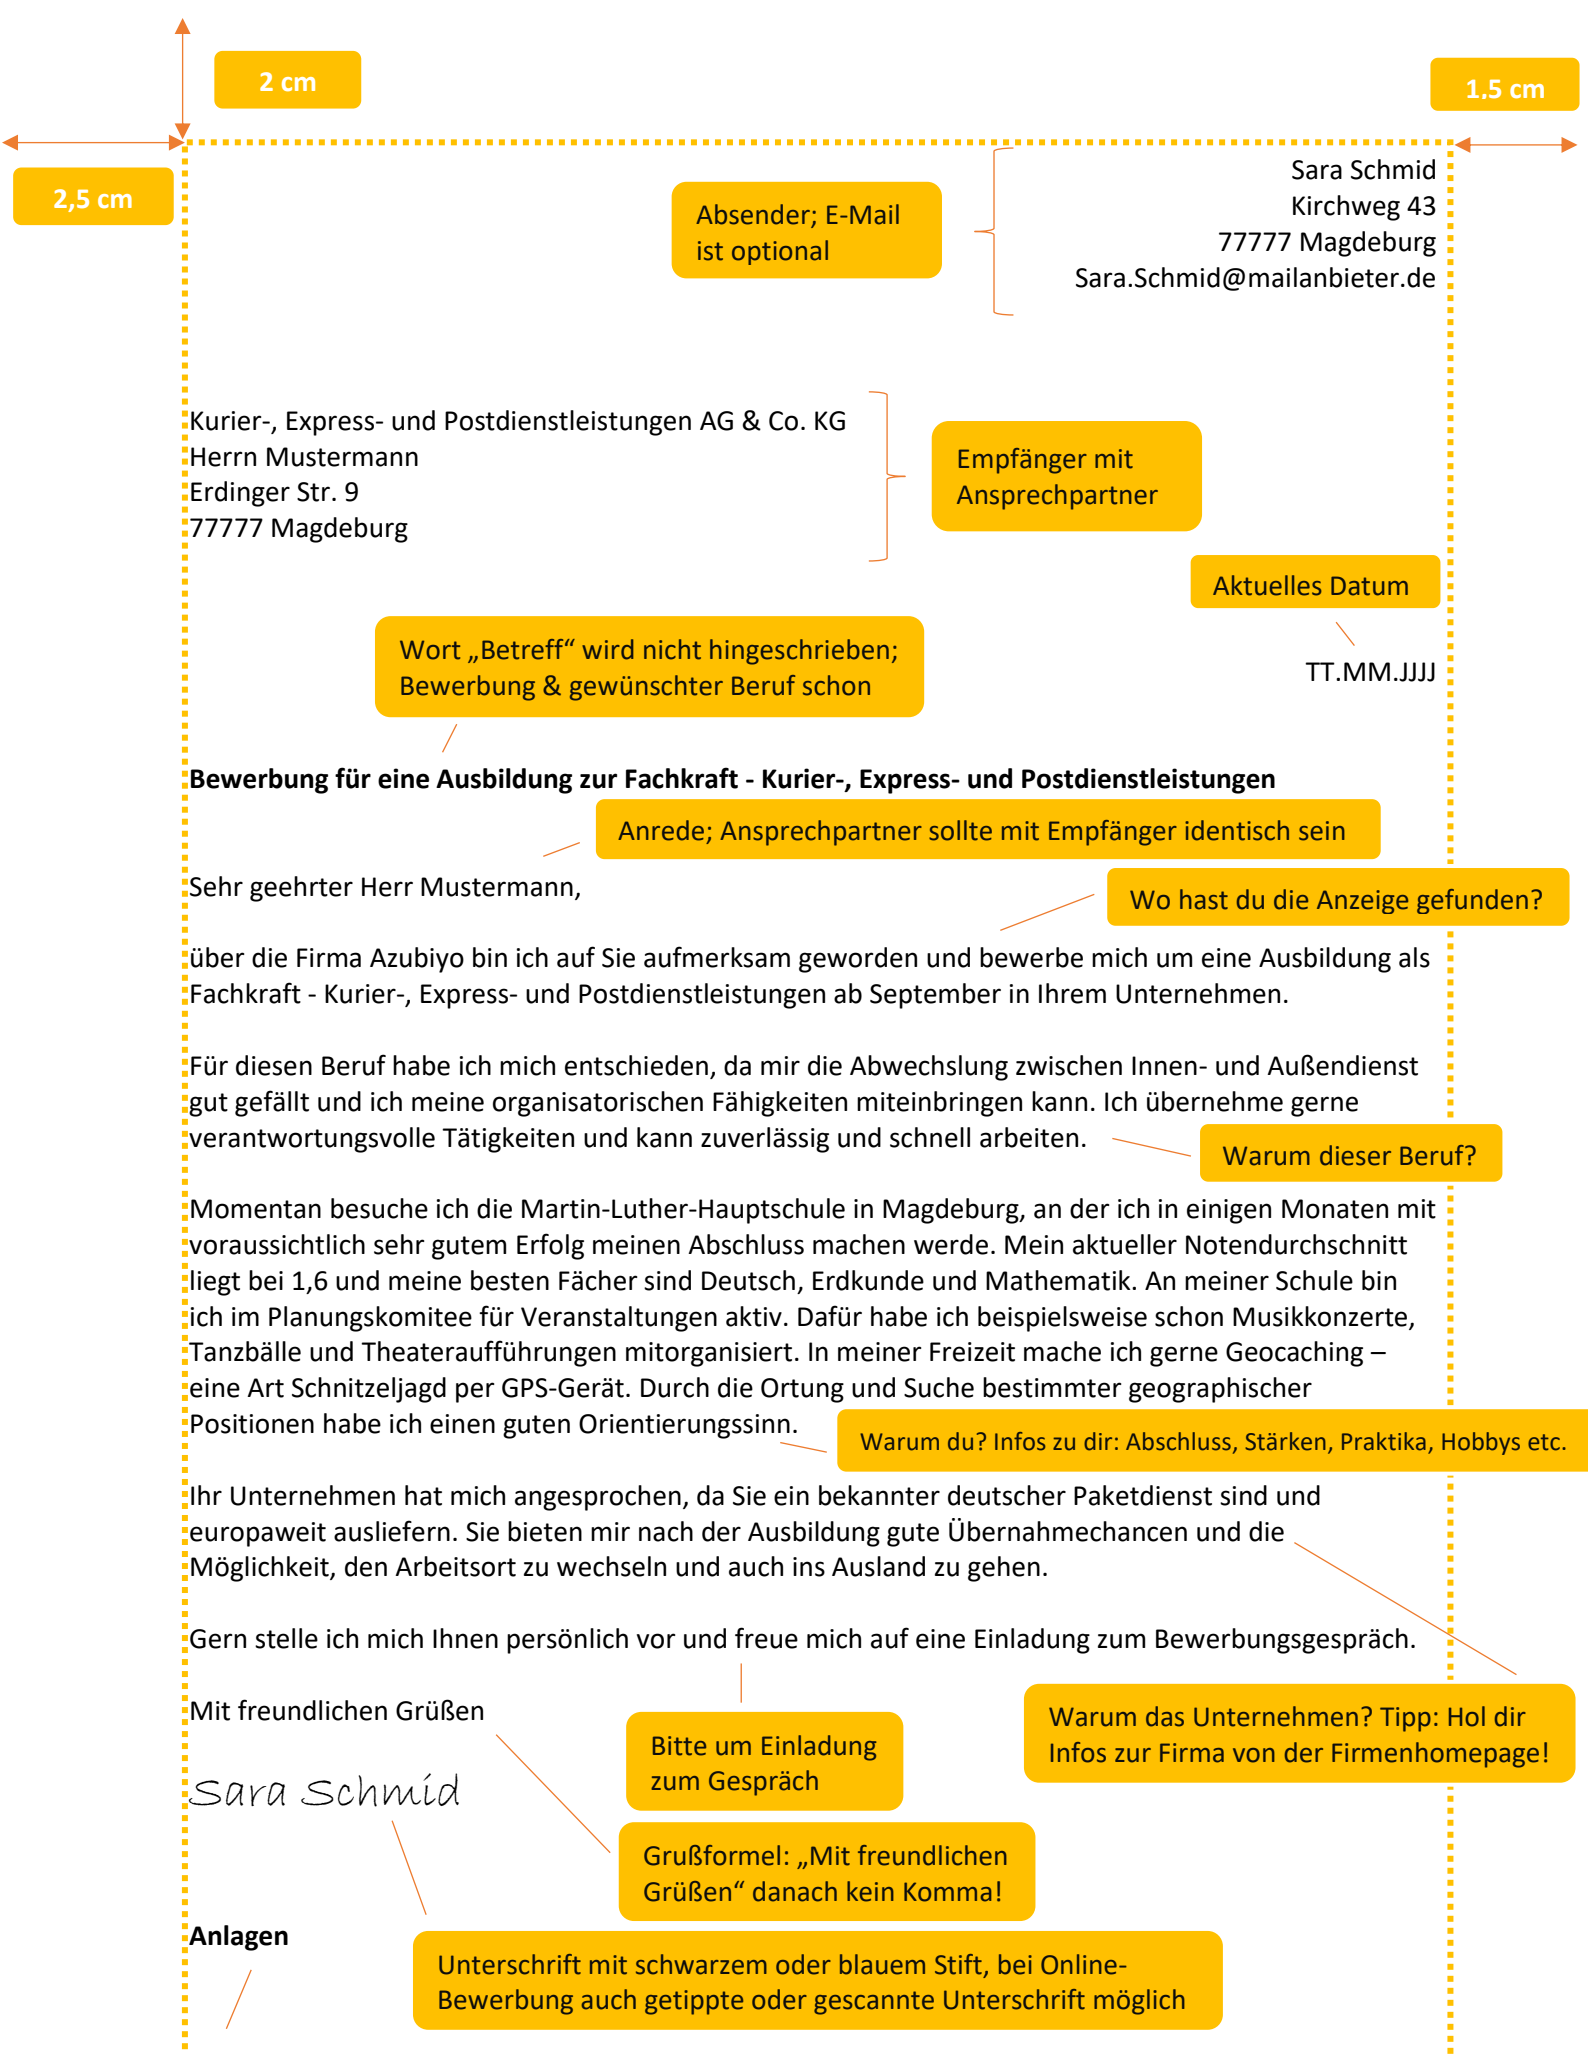 2 cm
1,5 cm
2,5 cm
Absender; E-Mail
ist optional
Sara Schmid
Kirchweg 43
77777 Magdeburg
Sara.Schmid@mailanbieter.de
Kurier-, Express- und Postdienstleistungen AG & Co. KG
Herrn Mustermann
Erdinger Str. 9
77777 Magdeburg
Empfänger mit
Ansprechpartner
Aktuelles Datum
TT.MM.JJJJ
Wort „Betreff“ wird nicht hingeschrieben;
Bewerbung & gewünschter Beruf schon
Bewerbung für eine Ausbildung zur Fachkraft - Kurier-, Express- und Postdienstleistungen
Anrede; Ansprechpartner sollte mit Empfänger identisch sein
Sehr geehrter Herr Mustermann,
Wo hast du die Anzeige gefunden?
über die Firma Azubiyo bin ich auf Sie aufmerksam geworden und bewerbe mich um eine Ausbildung als
Fachkraft - Kurier-, Express- und Postdienstleistungen ab September in Ihrem Unternehmen.
Für diesen Beruf habe ich mich entschieden, da mir die Abwechslung zwischen Innen- und Außendienst
gut gefällt und ich meine organisatorischen Fähigkeiten miteinbringen kann. Ich übernehme gerne
verantwortungsvolle Tätigkeiten und kann zuverlässig und schnell arbeiten.
Warum dieser Beruf?
Momentan besuche ich die Martin-Luther-Hauptschule in Magdeburg, an der ich in einigen Monaten mit
voraussichtlich sehr gutem Erfolg meinen Abschluss machen werde. Mein aktueller Notendurchschnitt
liegt bei 1,6 und meine besten Fächer sind Deutsch, Erdkunde und Mathematik. An meiner Schule bin
ich im Planungskomitee für Veranstaltungen aktiv. Dafür habe ich beispielsweise schon Musikkonzerte,
Tanzbälle und Theateraufführungen mitorganisiert. In meiner Freizeit mache ich gerne Geocaching –
eine Art Schnitzeljagd per GPS-Gerät. Durch die Ortung und Suche bestimmter geographischer
Positionen habe ich einen guten Orientierungssinn.
Warum du? Infos zu dir: Abschluss, Stärken, Praktika, Hobbys etc.
Ihr Unternehmen hat mich angesprochen, da Sie ein bekannter deutscher Paketdienst sind und
europaweit ausliefern. Sie bieten mir nach der Ausbildung gute Übernahmechancen und die
Möglichkeit, den Arbeitsort zu wechseln und auch ins Ausland zu gehen.
Gern stelle ich mich Ihnen persönlich vor und freue mich auf eine Einladung zum Bewerbungsgespräch.
Mit freundlichen Grüßen
Warum das Unternehmen? Tipp: Hol dir
Infos zur Firma von der Firmenhomepage!
Bitte um Einladung
zum Gespräch
Sara Schmid
Grußformel: „Mit freundlichen
Grüßen“ danach kein Komma!
Anlagen
Unterschrift mit schwarzem oder blauem Stift, bei Online-
Bewerbung auch getippte oder gescannte Unterschrift möglich